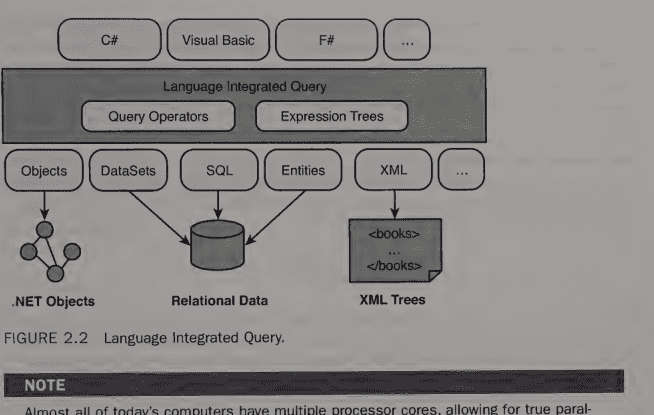 C# Visual Basic F# ...
Language Integrated Query
Query Operators Expression Trees
Objects DataSets SQL Entities XML ...
<books>
...
</books>
.NET Objects Relational Data XML Trees
FIGURE 2.2 Language Integrated Query.
NOTE
Almost all of today's computers have multiple processor cores, allowing for true paral-